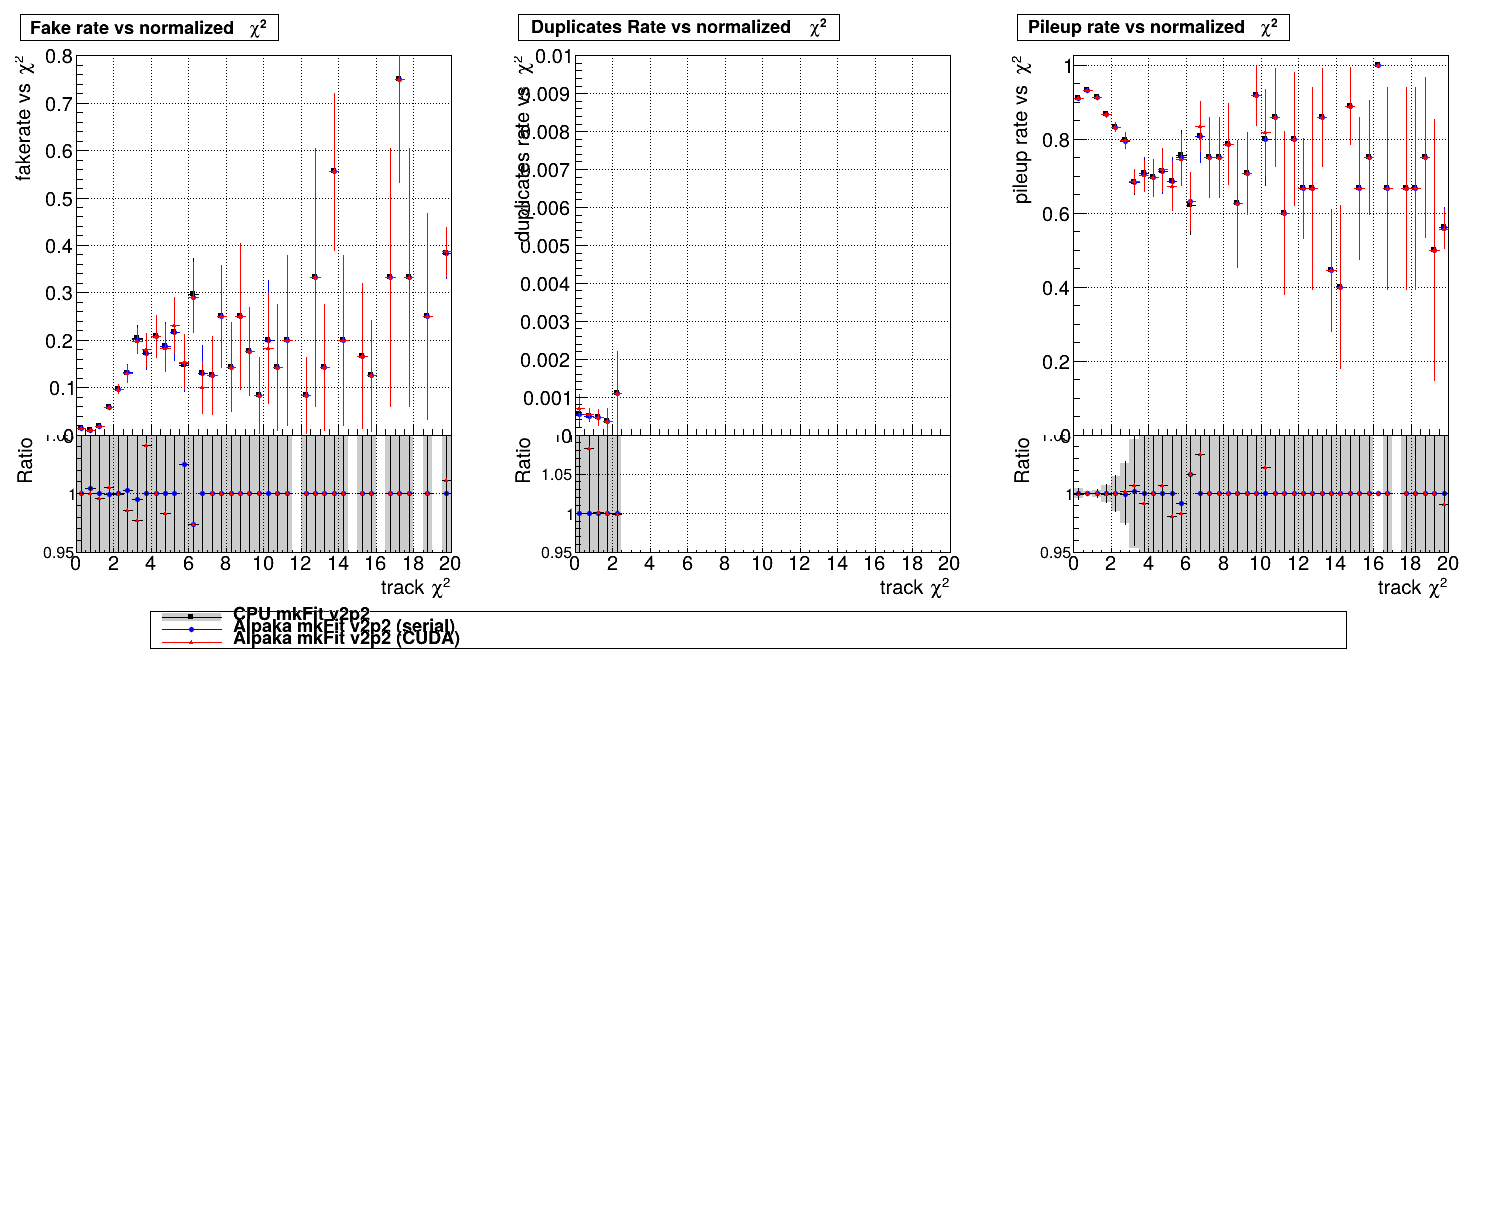 Fake rate vs normalized χ²
fakerate vs χ²
0.8
0.7
0.6
0.5
0.4
0.3
0.2
0.1
0
Ratio
1
0.95
0 2 4 6 8 10 12 14 16 18 20
track χ²
Duplicates Rate vs normalized χ²
duplicates rate vs χ²
0.01
0.009
0.008
0.007
0.006
0.005
0.004
0.003
0.002
0.001
0
Ratio
1.05
1
0.95
0 2 4 6 8 10 12 14 16 18 20
track χ²
Pileup rate vs normalized χ²
pileup rate vs χ²
1
0.8
0.6
0.4
0.2
0
Ratio
1
0.95
0 2 4 6 8 10 12 14 16 18 20
track χ²
CPU mkFit v2p2
Alpaka mkFit v2p2 (serial)
Alpaka mkFit v2p2 (CUDA)